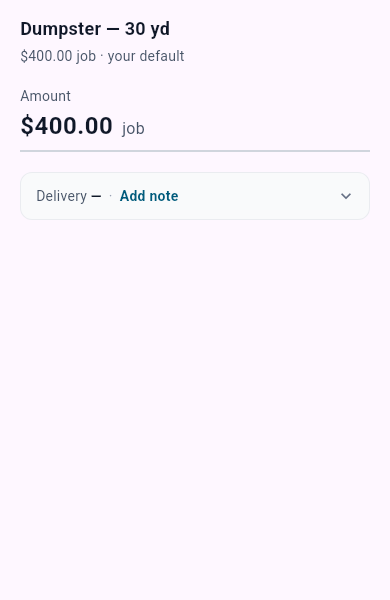 Dumpster — 30 yd
$400.00 job · your default
Amount
$400.00 job
Delivery — · Add note